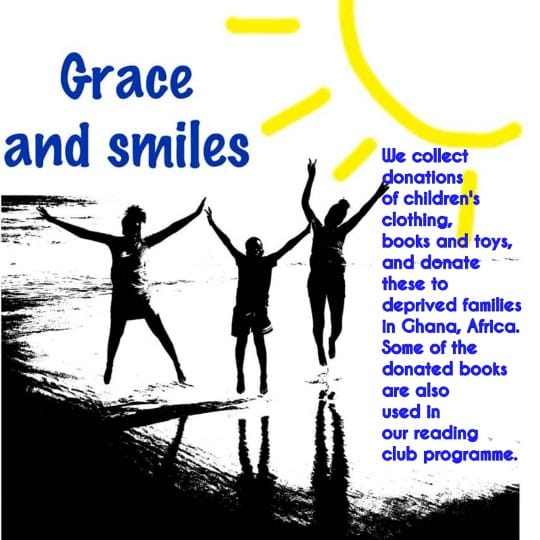 Grace
and smiles
We collect
donations
of children's
clothing,
books and toys,
and donate
these to
deprived families
in Ghana, Africa.
Some of the
donated books
are also
used in
our reading
club programme.